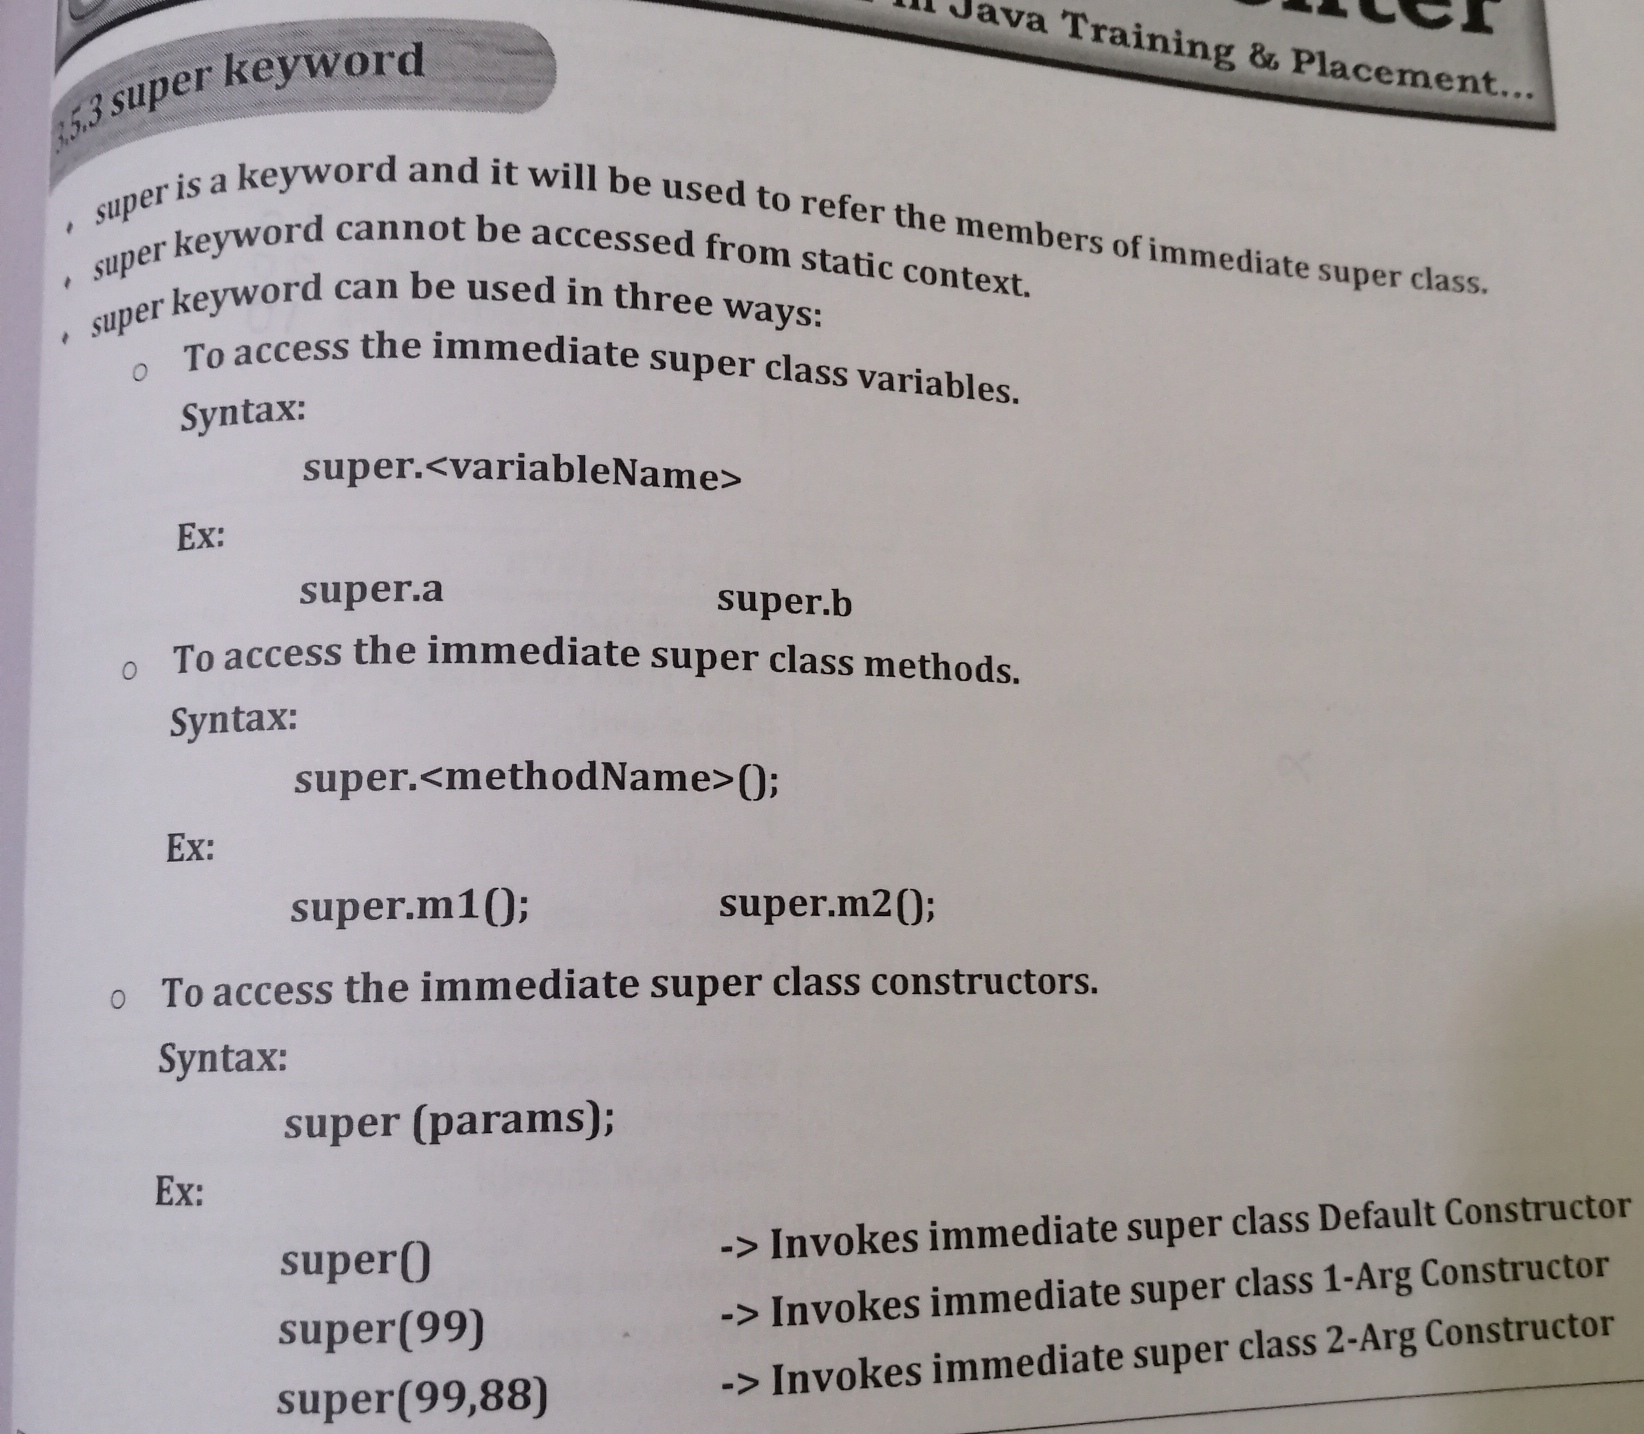 Java Training & Placement...
3.5.3 super keyword
super is a keyword and it will be used to refer the members of immediate super class.
super keyword cannot be accessed from static context.
super keyword can be used in three ways:
o To access the immediate super class variables.
Syntax:
super.<variableName>
Ex:
super.a super.b
o To access the immediate super class methods.
Syntax:
super.<methodName>();
Ex:
super.m1(); super.m2();
o To access the immediate super class constructors.
Syntax:
super (params);
Ex:
super() -> Invokes immediate super class Default Constructor
super(99) -> Invokes immediate super class 1-Arg Constructor
super(99,88) -> Invokes immediate super class 2-Arg Constructor